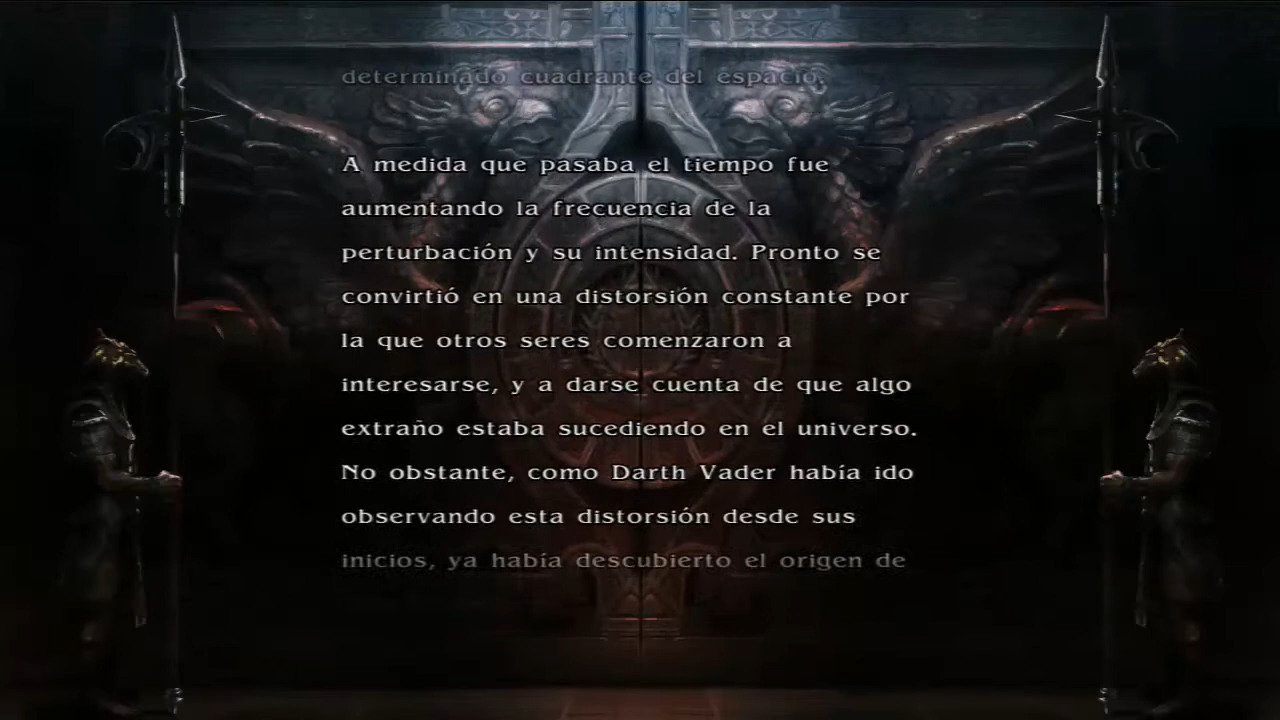 determinado cuadrante del espacio.
A medida que pasaba el tiempo fue
aumentando la frecuencia de la
perturbación y su intensidad. Pronto se
convirtió en una distorsión constante por
la que otros seres comenzaron a
interesarse, y a darse cuenta de que algo
extraño estaba sucediendo en el universo.
No obstante, como Darth Vader había ido
observando esta distorsión desde sus
inicios, ya había descubierto el origen de